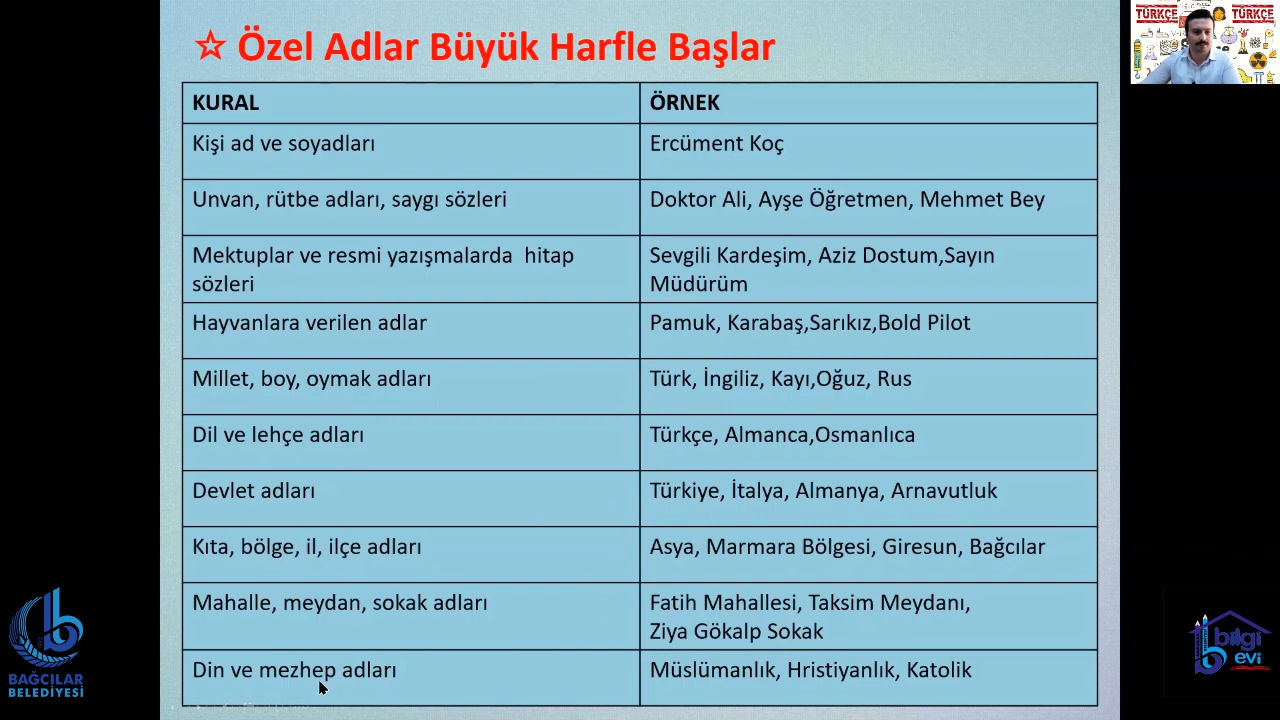 ☆ Özel Adlar Büyük Harfle Başlar
TÜRKÇE TÜRKÇE
KURAL ÖRNEK
Kişi ad ve soyadları Ercüment Koç
Unvan, rütbe adları, saygı sözleri Doktor Ali, Ayşe Öğretmen, Mehmet Bey
Mektuplar ve resmi yazışmalarda hitap sözleri Sevgili Kardeşim, Aziz Dostum,Sayın Müdürüm
Hayvanlara verilen adlar Pamuk, Karabaş,Sarıkız,Bold Pilot
Millet, boy, oymak adları Türk, İngiliz, Kayı,Oğuz, Rus
Dil ve lehçe adları Türkçe, Almanca,Osmanlıca
Devlet adları Türkiye, İtalya, Almanya, Arnavutluk
Kıta, bölge, il, ilçe adları Asya, Marmara Bölgesi, Giresun, Bağcılar
Mahalle, meydan, sokak adları Fatih Mahallesi, Taksim Meydanı, Ziya Gökalp Sokak
Din ve mezhep adları Müslümanlık, Hristiyanlık, Katolik
BAĞCILAR
BELEDİYESİ
bilgi
evi